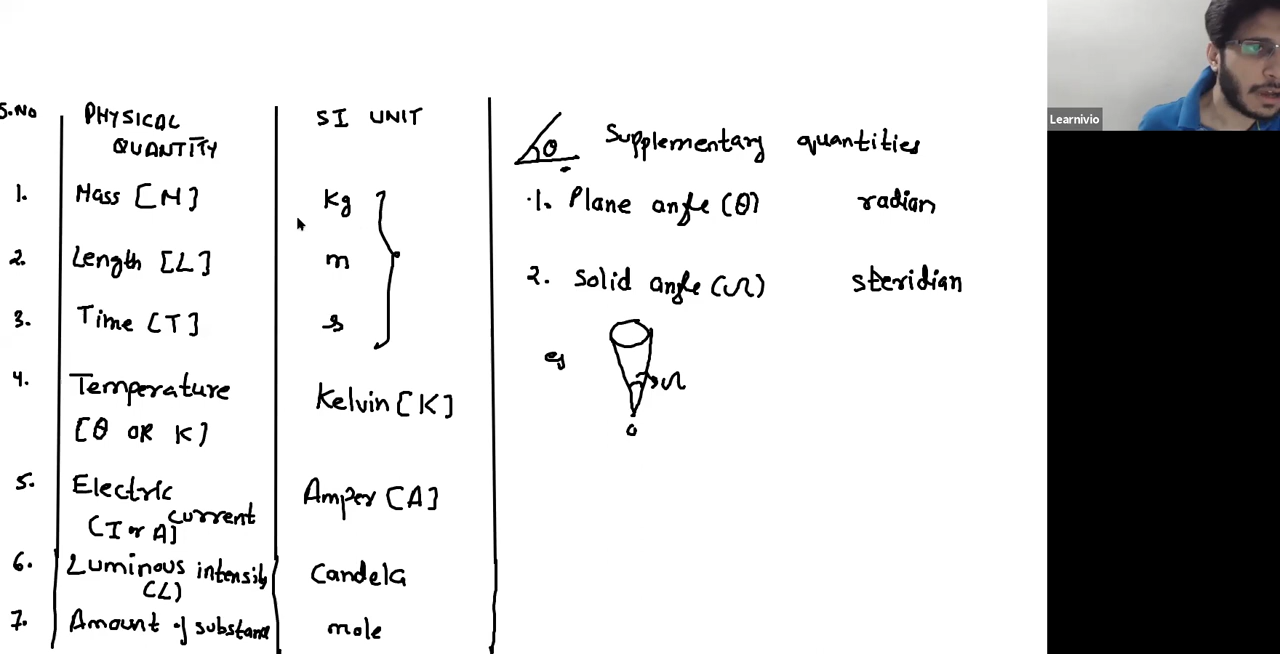 S.No
PHYSICAL
QUANTITY
SI UNIT
1.
Mass [M]
Kg
2.
Length [L]
m
3.
Time [T]
s
4.
Temperature
[θ OR K]
Kelvin [K]
5.
Electric
current
[I or A]
Amper [A]
6.
Luminous intensity
(L)
Candela
7.
Amount of substance
mole
θ
Supplementary quantities
1. Plane angle (θ) radian
2. Solid angle (Ω) steridian
eg
Ω
O
Learnivio